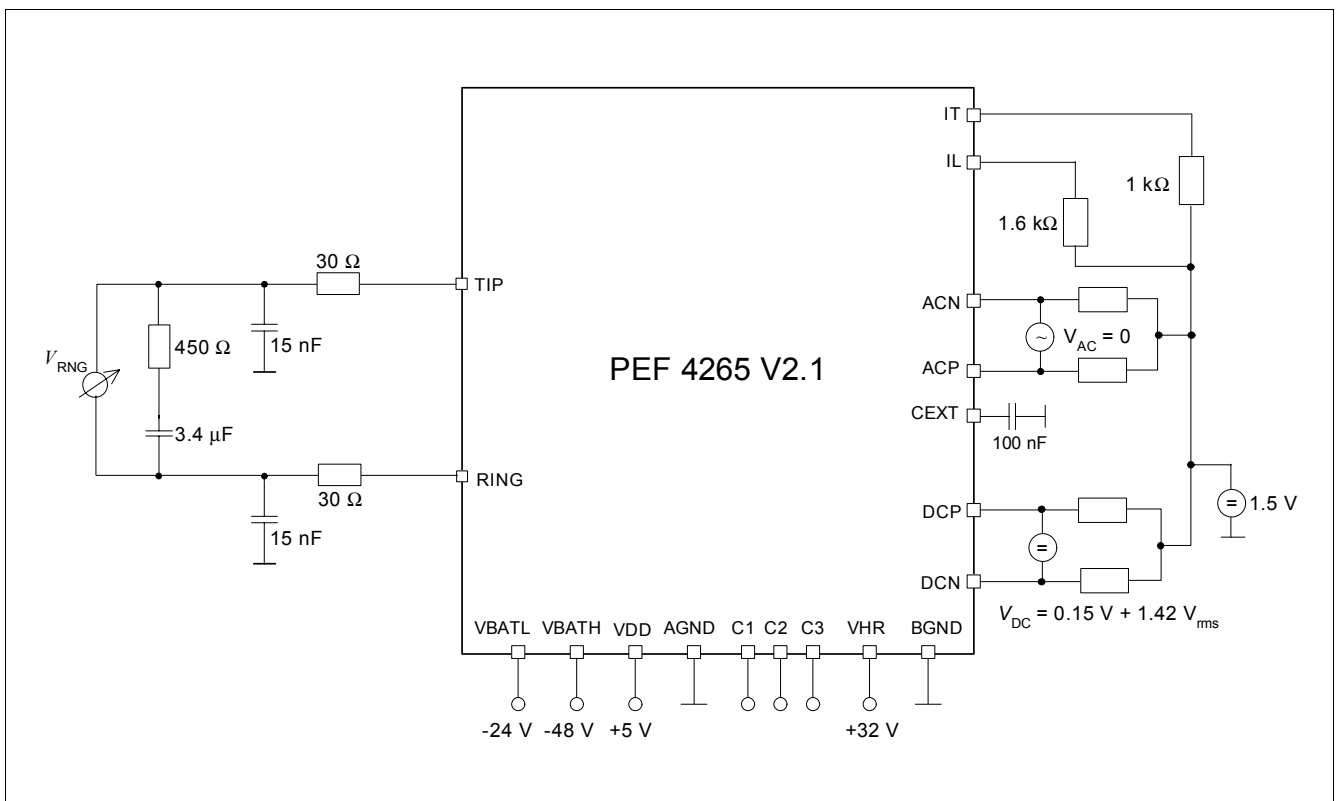 IT
IL
1 kΩ
1.6 kΩ
30 Ω
TIP
ACN
450 Ω
15 nF
V_RNG
V_AC = 0
~
PEF 4265 V2.1
ACP
CEXT
3.4 µF
100 nF
RING
30 Ω
DCP
= 1.5 V
15 nF
=
DCN
V_DC = 0.15 V + 1.42 V_rms
VBATL VBATH VDD AGND C1 C2 C3 VHR BGND
-24 V -48 V +5 V +32 V